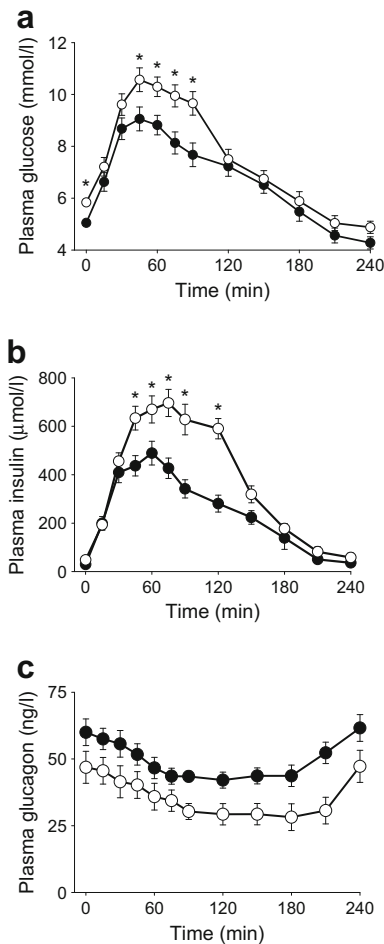 a
Plasma glucose (mmol/l)
12
10
8
6
4
* * * * *
0 60 120 180 240
Time (min)
b
Plasma insulin (μmol/l)
800
600
400
200
0
* * * * *
0 60 120 180 240
Time (min)
c
Plasma glucagon (ng/l)
75
50
25
0
0 60 120 180 240
Time (min)